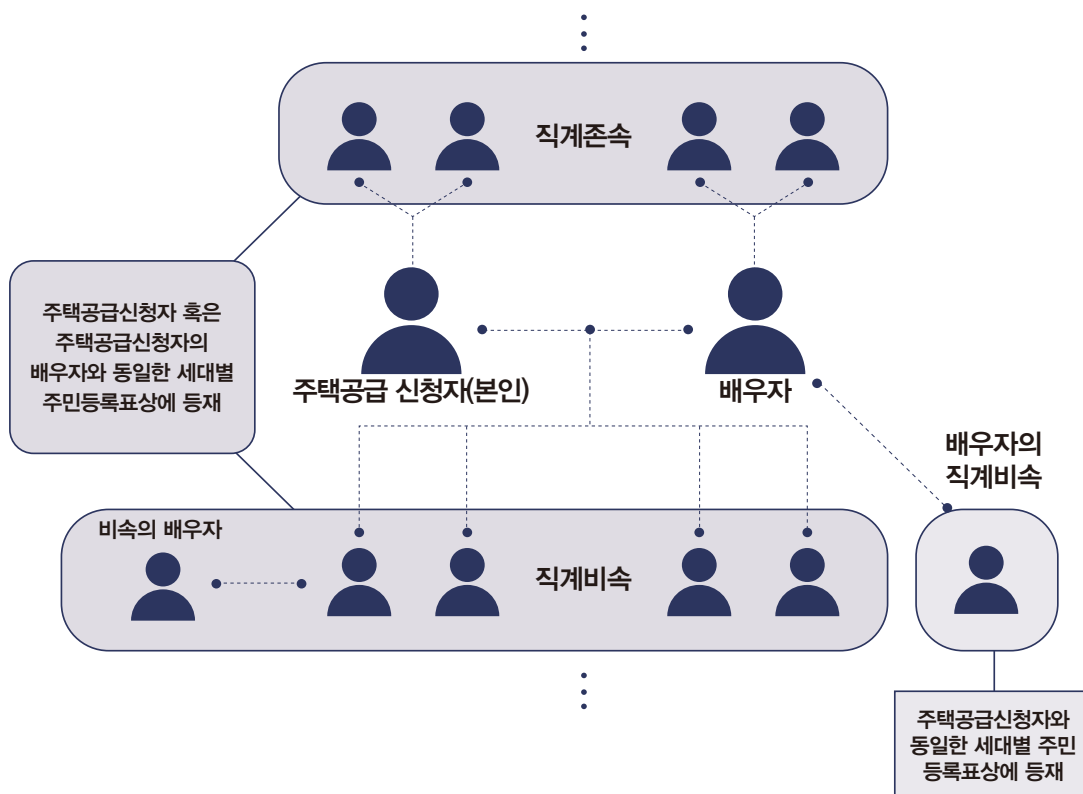 직계존속
주택공급신청자 혹은
주택공급신청자의
배우자와 동일한 세대별
주민등록표상에 등재
주택공급 신청자(본인)
배우자
배우자의
직계비속
비속의 배우자
직계비속
주택공급신청자와
동일한 세대별 주민
등록표상에 등재